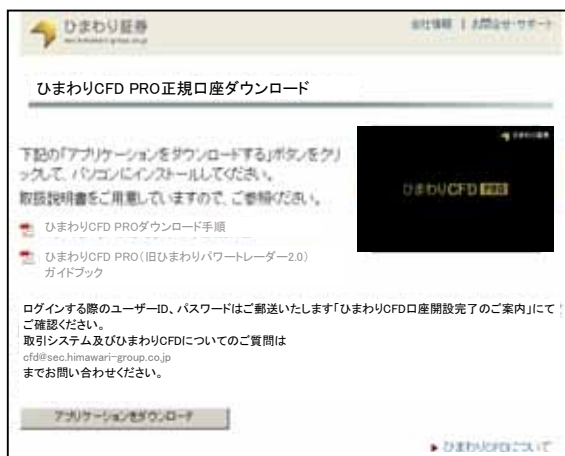 ひまわり証券
会社情報 | お問合せ・サポート
ひまわりCFD PRO正規口座ダウンロード
下記の「アプリケーションをダウンロードする」ボタンをクリ
ックして、パソコンにインストールしてください。
取扱説明書をご用意していますので、ご参照ください。
ひまわり証券
ひまわりCFD PRO
ひまわりCFD PROダウンロード手順
ひまわりCFD PRO（旧ひまわりパワートレーダー2.0）
ガイドブック
ログインする際のユーザーID、パスワードはご郵送いたします「ひまわりCFD口座開設完了のご案内」にて
ご確認ください。
取引システム及びひまわりCFDについてのご質問は
cfd@sec.himawari-group.co.jp
までお問い合わせください。
アプリケーションをダウンロード
ひまわりCFDについて